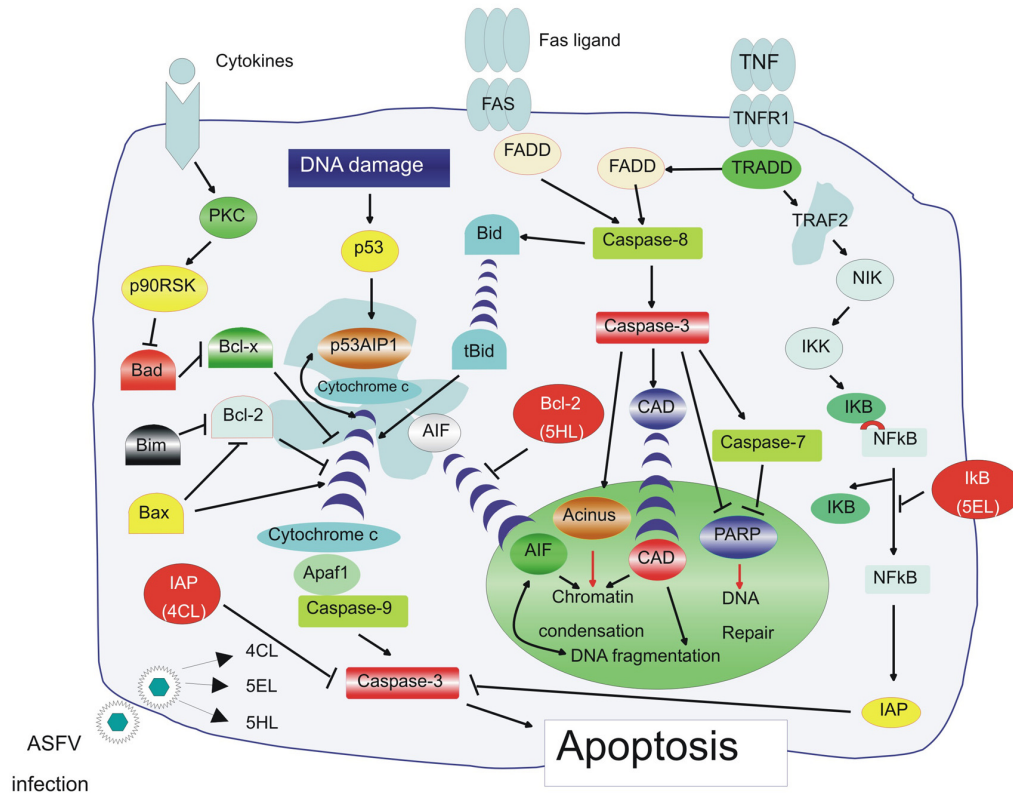 Fas ligand
Cytokines
TNF
FAS
TNFR1
FADD
FADD
TRADD
DNA damage
PKC
TRAF2
p53
Bid
Caspase-8
p90RSK
NIK
Caspase-3
p53AIP1
tBid
IKK
Bcl-x
Bad
Cytochrome c
Bcl-2
(5HL)
CAD
IKB
Bcl-2
AIF
NFkB
Bim
Caspase-7
IkB
(5EL)
Bax
Acinus
IKB
Cytochrome c
AIF
CAD
PARP
Apaf1
IAP
(4CL)
NFkB
Caspase-9
Chromatin
DNA
condensation
Repair
DNA fragmentation
4CL
Caspase-3
5EL
IAP
5HL
Apoptosis
ASFV
infection